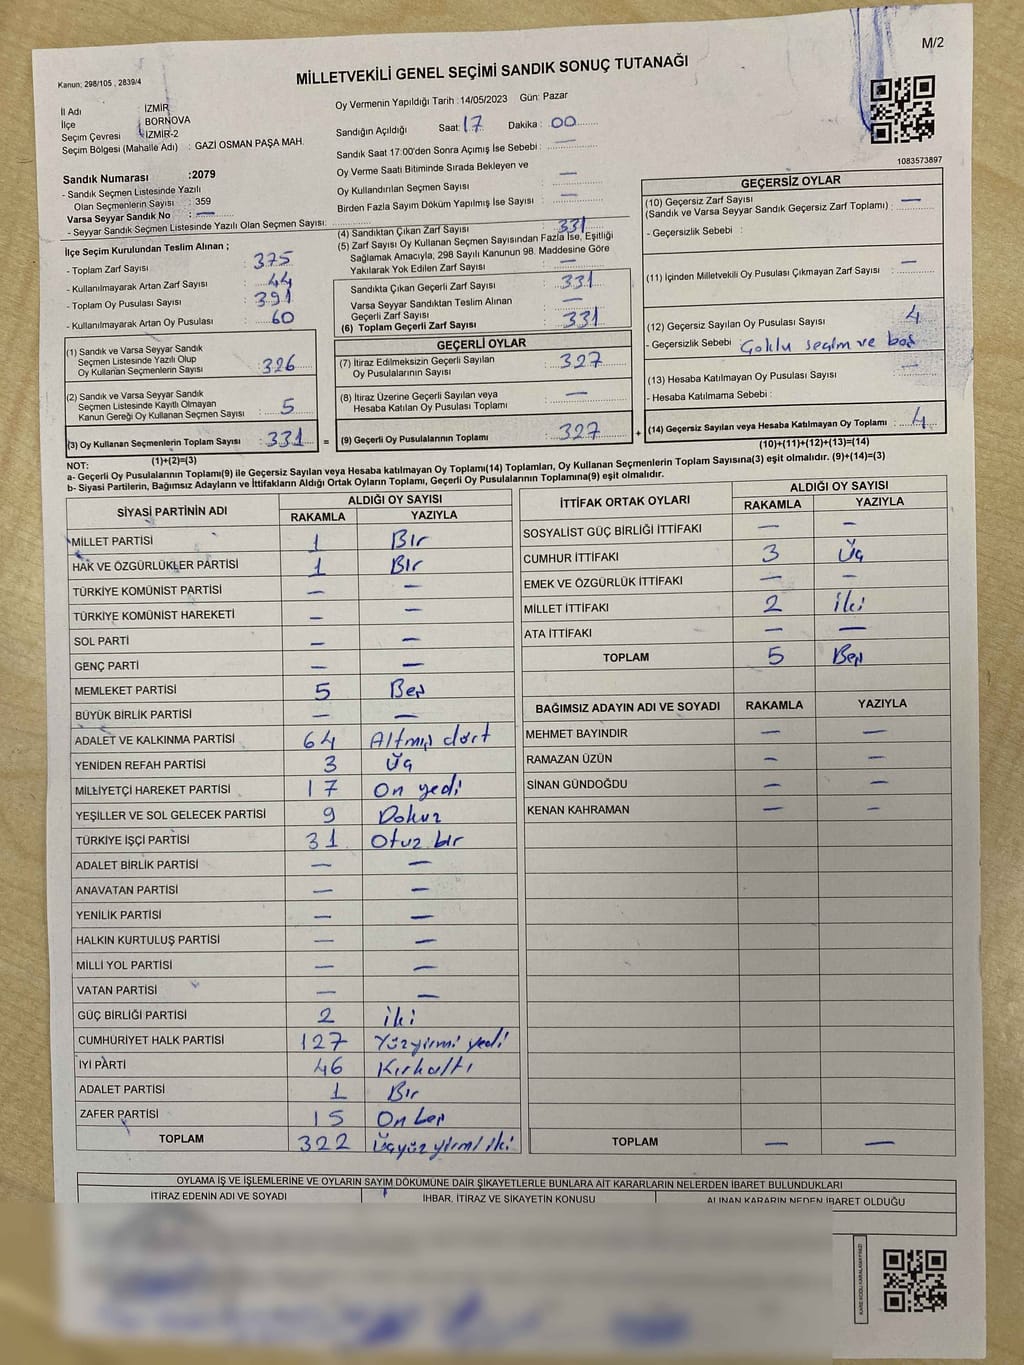 M/2
MİLLETVEKİLİ GENEL SEÇİMİ SANDIK SONUÇ TUTANAĞI
Kanun: 298/105 , 2839/4
İl Adı : İZMİR
İlçe : BORNOVA
Seçim Çevresi : İZMİR-2
Seçim Bölgesi (Mahalle Adı) : GAZİ OSMAN PAŞA MAH.
Oy Vermenin Yapıldığı Tarih :14/05/2023 Gün: Pazar
Sandığın Açıldığı Saat: 17 Dakika : 00
Sandık Saat 17:00'den Sonra Açımış İse Sebebi : —
Oy Verme Saati Bitiminde Sırada Bekleyen ve
Oy Kullandırılan Seçmen Sayısı : —
Birden Fazla Sayım Döküm Yapılmış İse Sayısı : —
1083573897
Sandık Numarası :2079
- Sandık Seçmen Listesinde Yazılı
Olan Seçmenlerin Sayısı : 359
Varsa Seyyar Sandık No : —
- Seyyar Sandık Seçmen Listesinde Yazılı Olan Seçmen Sayısı:
İlçe Seçim Kurulundan Teslim Alınan ;
- Toplam Zarf Sayısı : 375
- Kullanılmayarak Artan Zarf Sayısı : 44
- Toplam Oy Pusulası Sayısı : 391
- Kullanılmayarak Artan Oy Pusulası : 60
(1) Sandık ve Varsa Seyyar Sandık
Seçmen Listesinde Yazılı Olup
Oy Kullanan Seçmenlerin Sayısı : 326
(2) Sandık ve Varsa Seyyar Sandık
Seçmen Listesinde Kayıtlı Olmayan
Kanun Gereği Oy Kullanan Seçmen Sayısı : 5
(3) Oy Kullanan Seçmenlerin Toplam Sayısı : 331 =
(1)+(2)=(3)
(4) Sandıktan Çıkan Zarf Sayısı : 331
(5) Zarf Sayısı Oy Kullanan Seçmen Sayısından Fazla İse, Eşitliği
Sağlamak Amacıyla, 298 Sayılı Kanunun 98. Maddesine Göre
Yakılarak Yok Edilen Zarf Sayısı : —
Sandıkta Çıkan Geçerli Zarf Sayısı : 331
Varsa Seyyar Sandıktan Teslim Alınan
Geçerli Zarf Sayısı : —
(6) Toplam Geçerli Zarf Sayısı : 331
GEÇERLİ OYLAR
(7) İtiraz Edilmeksizin Geçerli Sayılan
Oy Pusulalarının Sayısı : 327
(8) İtiraz Üzerine Geçerli Sayılan veya
Hesaba Katılan Oy Pusulası Toplamı : —
(9) Geçerli Oy Pusulalarının Toplamı : 327 +
GEÇERSİZ OYLAR
(10) Geçersiz Zarf Sayısı
(Sandık ve Varsa Seyyar Sandık Geçersiz Zarf Toplamı) : —
- Geçersizlik Sebebi :
(11) İçinden Milletvekili Oy Pusulası Çıkmayan Zarf Sayısı : —
(12) Geçersiz Sayılan Oy Pusulası Sayısı : 4
- Geçersizlik Sebebi : Çoklu seçim ve boş
(13) Hesaba Katılmayan Oy Pusulası Sayısı : —
- Hesaba Katılmama Sebebi :
(14) Geçersiz Sayılan veya Hesaba Katılmayan Oy Toplamı : 4
(10)+(11)+(12)+(13)=(14)
NOT:
a- Geçerli Oy Pusulalarının Toplamı(9) ile Geçersiz Sayılan veya Hesaba katılmayan Oy Toplamı(14) Toplamları, Oy Kullanan Seçmenlerin Toplam Sayısına(3) eşit olmalıdır. (9)+(14)=(3)
b- Siyasi Partilerin, Bağımsız Adayların ve İttifakların Aldığı Ortak Oyların Toplamı, Geçerli Oy Pusulalarının Toplamına(9) eşit olmalıdır.
SİYASİ PARTİNİN ADI ALDIĞI OY SAYISI
RAKAMLA YAZIYLA
MİLLET PARTİSİ 1 Bir
HAK VE ÖZGÜRLÜKLER PARTİSİ 1 Bir
TÜRKİYE KOMÜNİST PARTİSİ — —
TÜRKİYE KOMÜNİST HAREKETİ — —
SOL PARTİ — —
GENÇ PARTİ — —
MEMLEKET PARTİSİ 5 Beş
BÜYÜK BİRLİK PARTİSİ — —
ADALET VE KALKINMA PARTİSİ 64 Altmış dört
YENİDEN REFAH PARTİSİ 3 Üç
MİLLİYETÇİ HAREKET PARTİSİ 17 On yedi
YEŞİLLER VE SOL GELECEK PARTİSİ 9 Dokuz
TÜRKİYE İŞÇİ PARTİSİ 31 Otuz bir
ADALET BİRLİK PARTİSİ — —
ANAVATAN PARTİSİ — —
YENİLİK PARTİSİ — —
HALKIN KURTULUŞ PARTİSİ — —
MİLLİ YOL PARTİSİ — —
VATAN PARTİSİ — —
GÜÇ BİRLİĞİ PARTİSİ 2 iki
CUMHURİYET HALK PARTİSİ 127 Yüzyirmi yedi
İYİ PARTİ 46 Kırkaltı
ADALET PARTİSİ 1 Bir
ZAFER PARTİSİ 15 On beş
TOPLAM 322 Üçyüz yirmi iki
İTTİFAK ORTAK OYLARI ALDIĞI OY SAYISI
RAKAMLA YAZIYLA
SOSYALİST GÜÇ BİRLİĞİ İTTİFAKI — —
CUMHUR İTTİFAKI 3 Üç
EMEK VE ÖZGÜRLÜK İTTİFAKI — —
MİLLET İTTİFAKI 2 iki
ATA İTTİFAKI — —
TOPLAM 5 Beş
BAĞIMSIZ ADAYIN ADI VE SOYADI RAKAMLA YAZIYLA
MEHMET BAYINDIR — —
RAMAZAN ÜZÜN — —
SİNAN GÜNDOĞDU — —
KENAN KAHRAMAN — —
TOPLAM — —
OYLAMA İŞ VE İŞLEMLERİNE VE OYLARIN SAYIM DÖKÜMÜNE DAİR ŞİKAYETLERLE BUNLARA AİT KARARLARIN NELERDEN İBARET BULUNDUKLARI
İTİRAZ EDENİN ADI VE SOYADI İHBAR, İTİRAZ VE ŞİKAYETİN KONUSU ALINAN KARARIN NEDEN İBARET OLDUĞU
KARE KODU KARALAMAYINIZ!